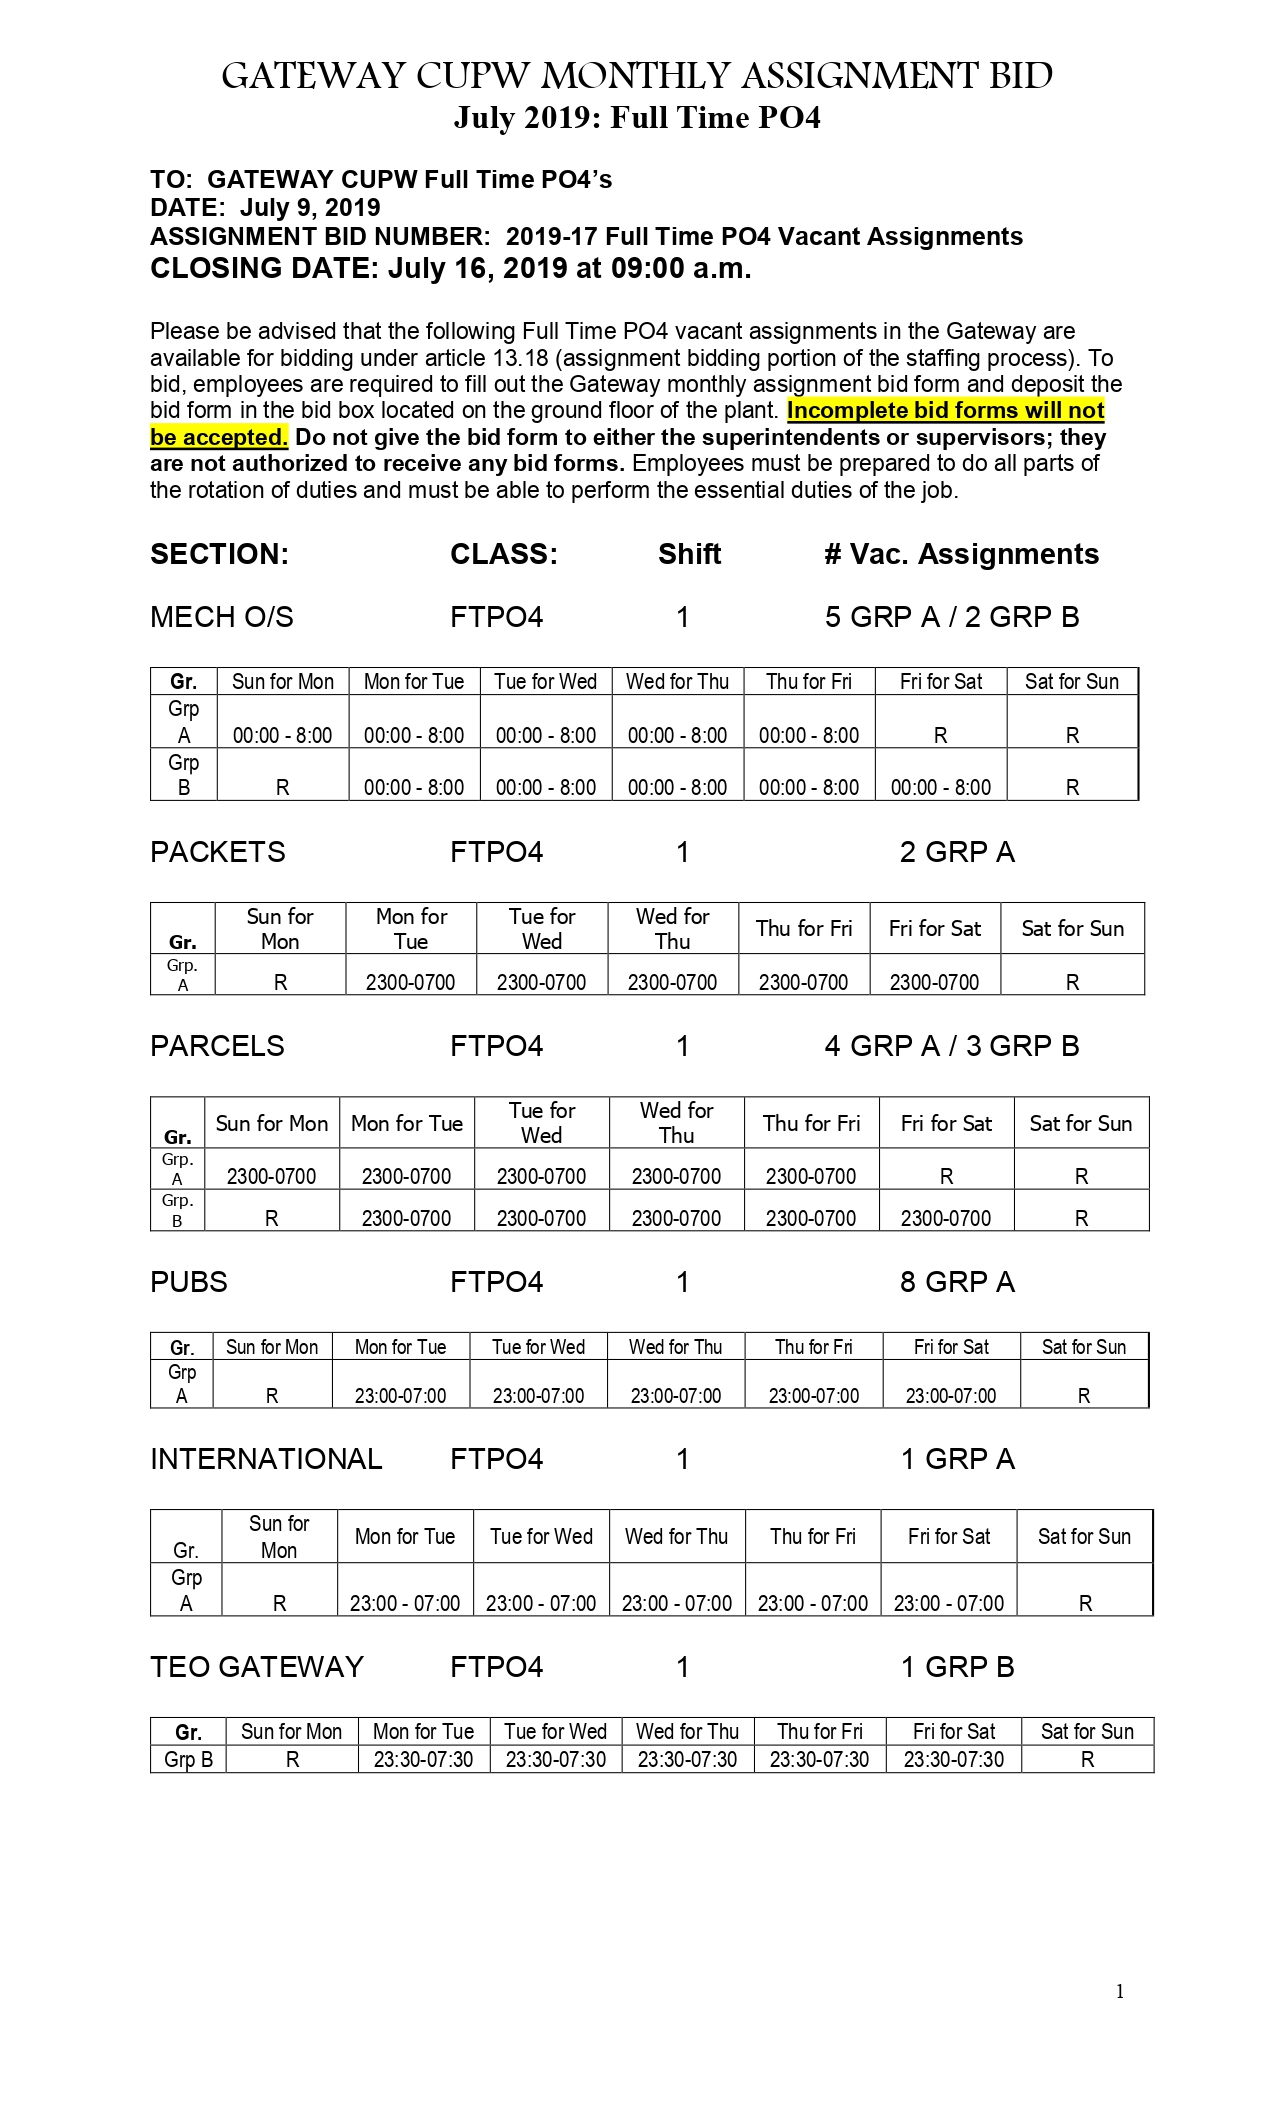 GATEWAY CUPW MONTHLY ASSIGNMENT BID
July 2019: Full Time PO4
TO:  GATEWAY CUPW Full Time PO4’s
DATE:  July 9, 2019
ASSIGNMENT BID NUMBER:  2019-17 Full Time PO4 Vacant Assignments
CLOSING DATE: July 16, 2019 at 09:00 a.m.
Please be advised that the following Full Time PO4 vacant assignments in the Gateway are
available for bidding under article 13.18 (assignment bidding portion of the staffing process). To
bid, employees are required to fill out the Gateway monthly assignment bid form and deposit the
bid form in the bid box located on the ground floor of the plant. Incomplete bid forms will not
be accepted. Do not give the bid form to either the superintendents or supervisors; they
are not authorized to receive any bid forms. Employees must be prepared to do all parts of
the rotation of duties and must be able to perform the essential duties of the job.
SECTION: CLASS: Shift # Vac. Assignments
MECH O/S FTPO4 1 5 GRP A / 2 GRP B
Gr. Sun for Mon Mon for Tue Tue for Wed Wed for Thu Thu for Fri Fri for Sat Sat for Sun
Grp
A 00:00 - 8:00 00:00 - 8:00 00:00 - 8:00 00:00 - 8:00 00:00 - 8:00 R R
Grp
B R 00:00 - 8:00 00:00 - 8:00 00:00 - 8:00 00:00 - 8:00 00:00 - 8:00 R
PACKETS FTPO4 1 2 GRP A
Gr. Sun for Mon Mon for Tue Tue for Wed Wed for Thu Thu for Fri Fri for Sat Sat for Sun
Grp.
A R 2300-0700 2300-0700 2300-0700 2300-0700 2300-0700 R
PARCELS FTPO4 1 4 GRP A / 3 GRP B
Gr. Sun for Mon Mon for Tue Tue for Wed Wed for Thu Thu for Fri Fri for Sat Sat for Sun
Grp.
A 2300-0700 2300-0700 2300-0700 2300-0700 2300-0700 R R
Grp.
B R 2300-0700 2300-0700 2300-0700 2300-0700 2300-0700 R
PUBS FTPO4 1 8 GRP A
Gr. Sun for Mon Mon for Tue Tue for Wed Wed for Thu Thu for Fri Fri for Sat Sat for Sun
Grp
A R 23:00-07:00 23:00-07:00 23:00-07:00 23:00-07:00 23:00-07:00 R
INTERNATIONAL FTPO4 1 1 GRP A
Gr. Sun for Mon Mon for Tue Tue for Wed Wed for Thu Thu for Fri Fri for Sat Sat for Sun
Grp
A R 23:00 - 07:00 23:00 - 07:00 23:00 - 07:00 23:00 - 07:00 23:00 - 07:00 R
TEO GATEWAY FTPO4 1 1 GRP B
Gr. Sun for Mon Mon for Tue Tue for Wed Wed for Thu Thu for Fri Fri for Sat Sat for Sun
Grp B R 23:30-07:30 23:30-07:30 23:30-07:30 23:30-07:30 23:30-07:30 R
1